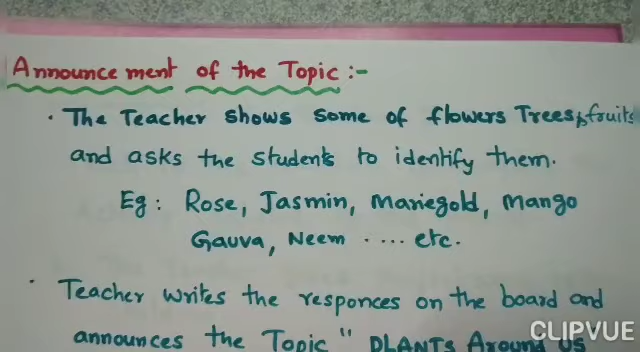 Announcement of the Topic :-
· The Teacher shows some of flowers Trees, fruits
and asks the students to identify them.
Eg : Rose, Jasmin, Mariegold, Mango
Gauva, Neem ..... etc.
· Teacher writes the responces on the board and
announces the Topic " PLANTS Around Us
CLIPVUE